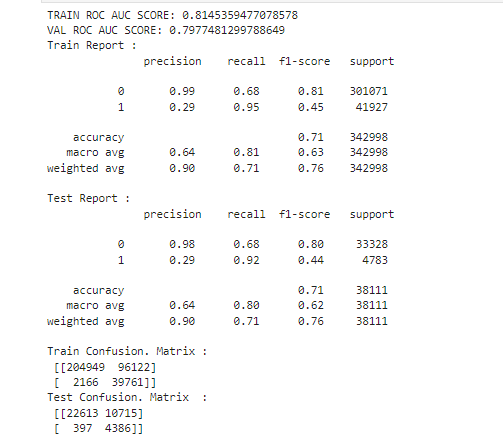 TRAIN ROC AUC SCORE: 0.8145359477078578
VAL ROC AUC SCORE: 0.7977481299788649
Train Report :
precision recall f1-score support
0 0.99 0.68 0.81 301071
1 0.29 0.95 0.45 41927
accuracy 0.71 342998
macro avg 0.64 0.81 0.63 342998
weighted avg 0.90 0.71 0.76 342998
Test Report :
precision recall f1-score support
0 0.98 0.68 0.80 33328
1 0.29 0.92 0.44 4783
accuracy 0.71 38111
macro avg 0.64 0.80 0.62 38111
weighted avg 0.90 0.71 0.76 38111
Train Confusion. Matrix :
[[204949 96122]
[ 2166 39761]]
Test Confusion. Matrix :
[[22613 10715]
[ 397 4386]]